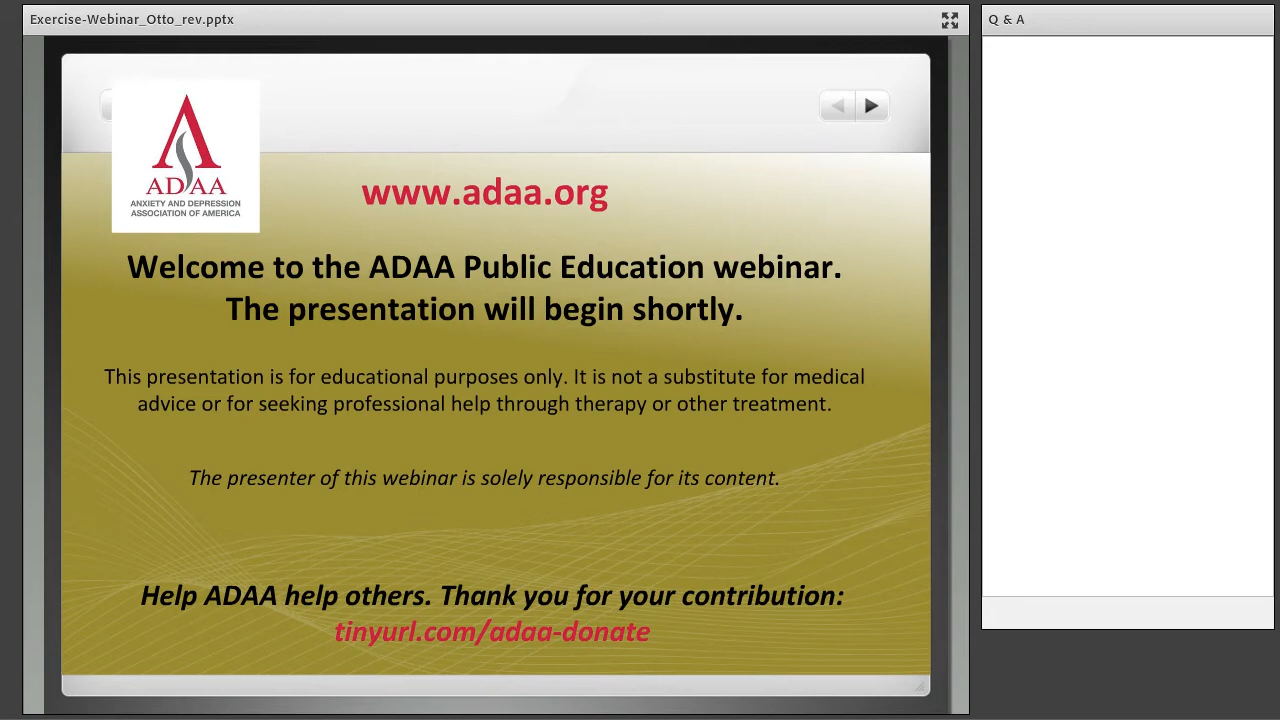 Exercise-Webinar_Otto_rev.pptx
Q & A
ADAA
ANXIETY AND DEPRESSION
ASSOCIATION OF AMERICA
www.adaa.org
Welcome to the ADAA Public Education webinar.
The presentation will begin shortly.
This presentation is for educational purposes only. It is not a substitute for medical
advice or for seeking professional help through therapy or other treatment.
The presenter of this webinar is solely responsible for its content.
Help ADAA help others. Thank you for your contribution:
tinyurl.com/adaa-donate